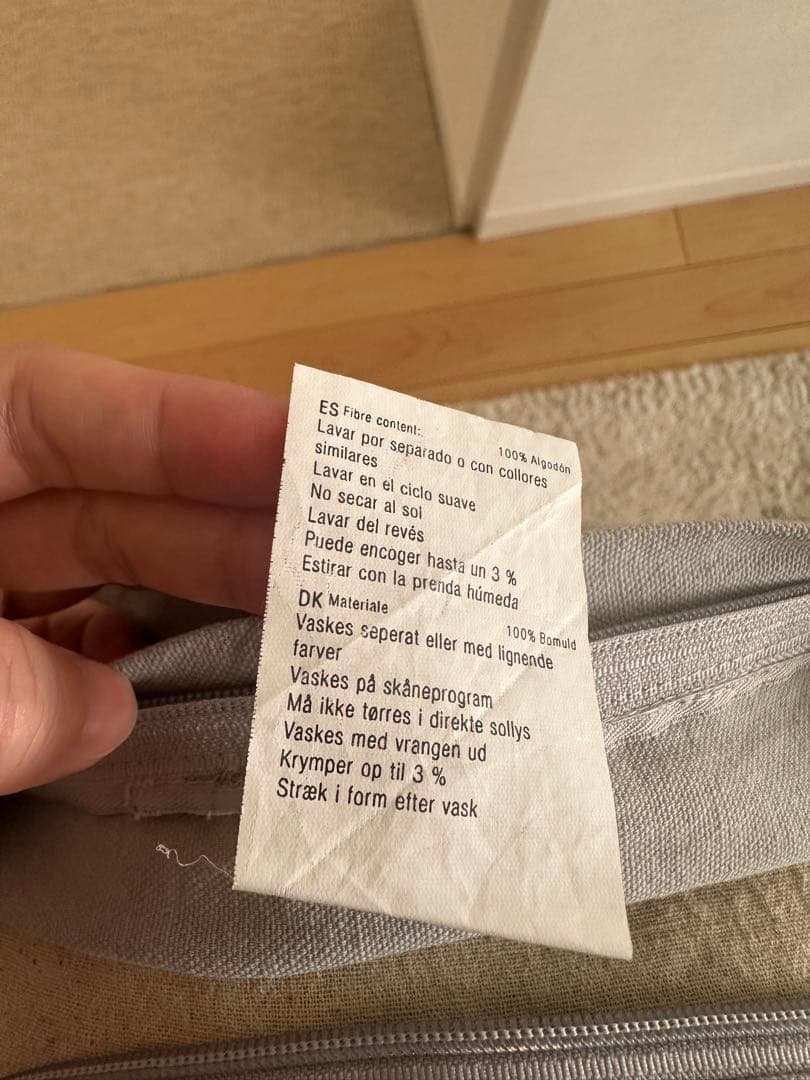 ES Fibre content: 100% Algodón
Lavar por separado o con collores
similares
Lavar en el ciclo suave
No secar al sol
Lavar del revés
Puede encoger hasta un 3 %
Estirar con la prenda húmeda
DK Materiale 100% Bomuld
Vaskes seperat eller med lignende
farver
Vaskes på skåneprogram
Må ikke tørres i direkte sollys
Vaskes med vrangen ud
Krymper op til 3 %
Stræk i form efter vask